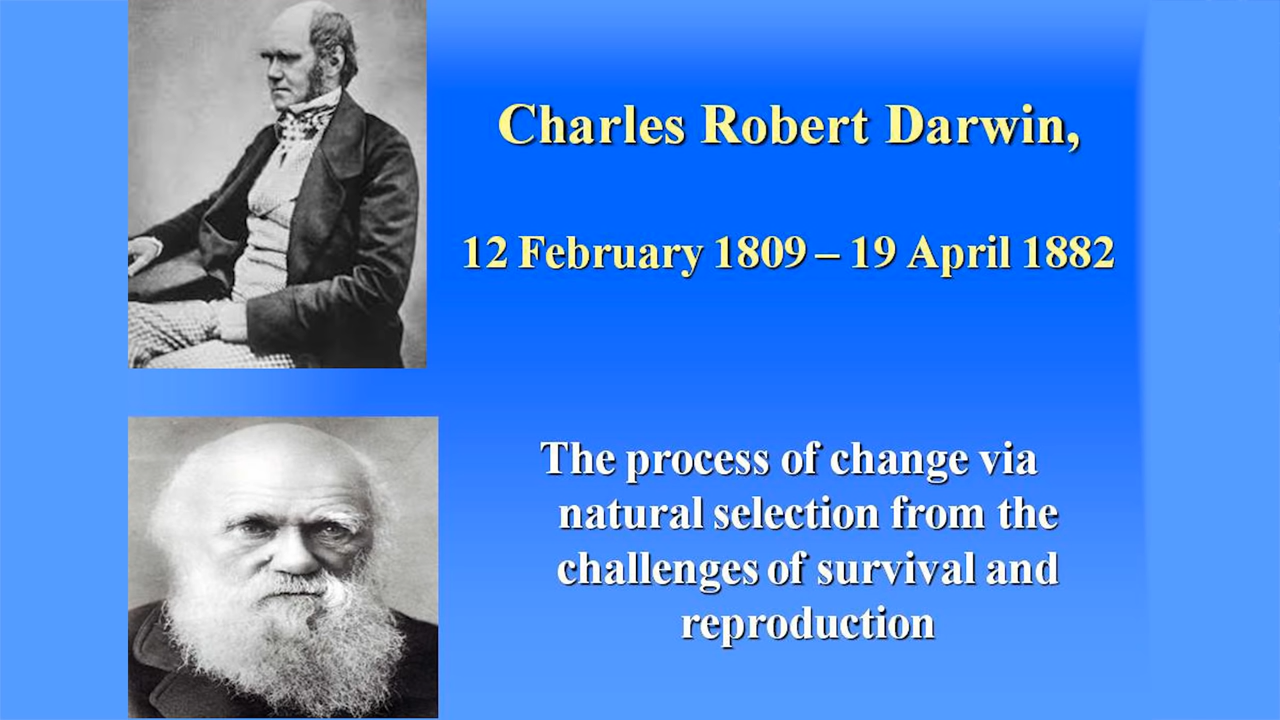 Charles Robert Darwin,
12 February 1809 – 19 April 1882
The process of change via
natural selection from the
challenges of survival and
reproduction